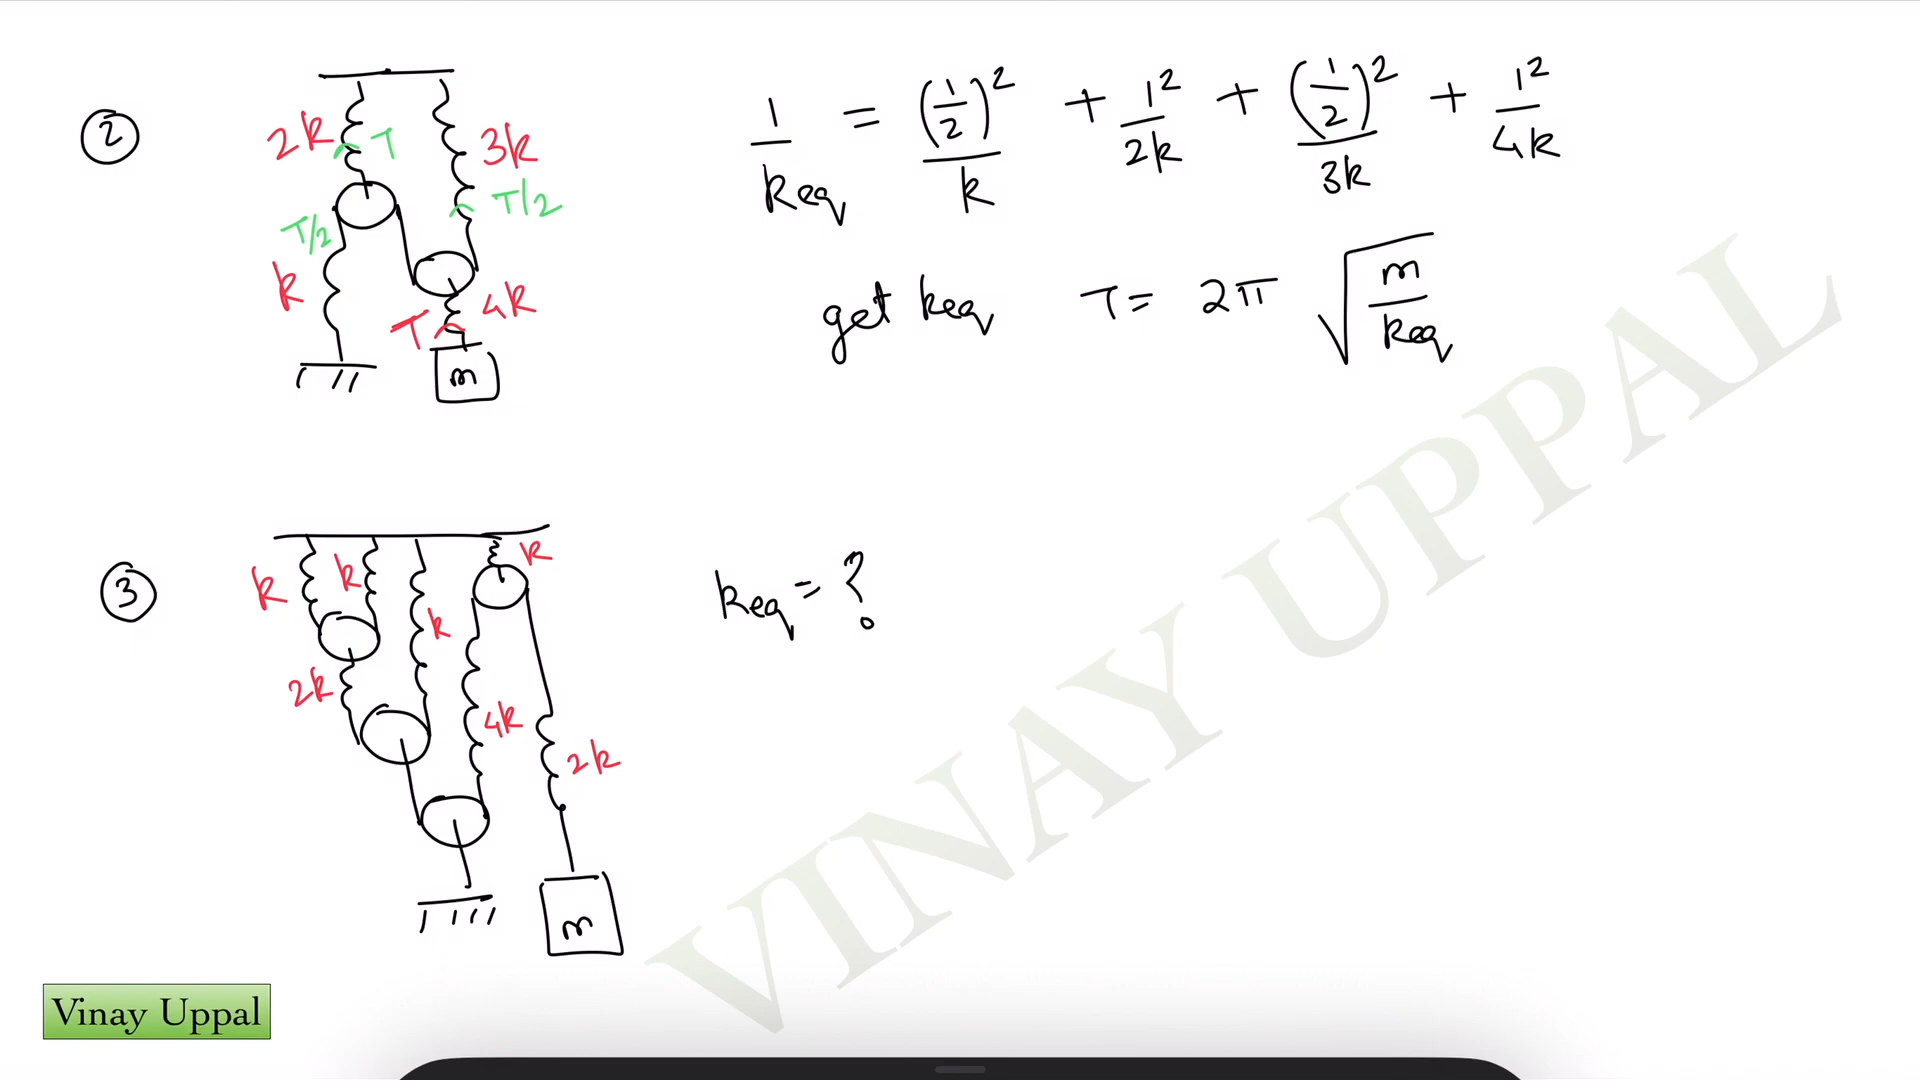 ②
2k T 3k
T/2 T/2
k 4k
T
m
1/keq = (1/2)²/k + 1²/2k + (1/2)²/3k + 1²/4k
get keq T = 2π √(m/keq)
③
k k k k
2k 4k 2k
m
keq = ?
VINAY UPPAL
Vinay Uppal